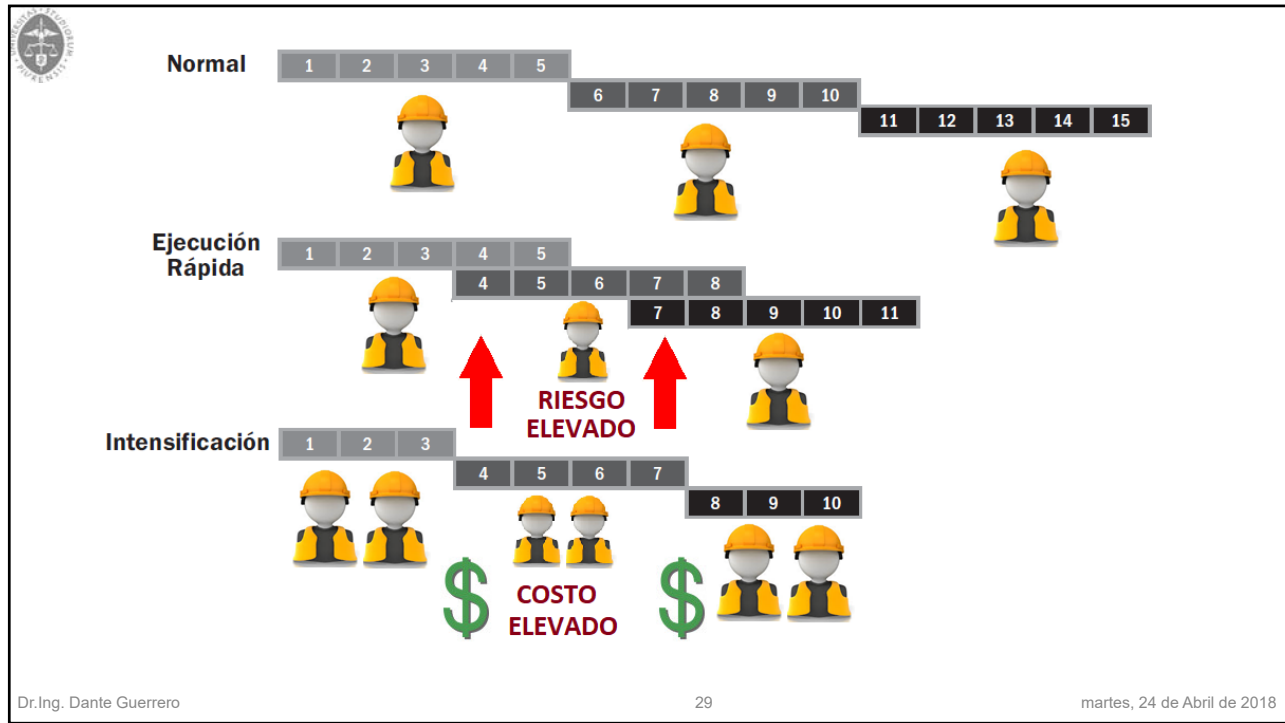 UNIVERSITAS · STUDIORUM · PIURENSIS
Normal
1 2 3 4 5
6 7 8 9 10
11 12 13 14 15
Ejecución
Rápida
1 2 3 4 5
4 5 6 7 8
7 8 9 10 11
RIESGO
ELEVADO
Intensificación
1 2 3
4 5 6 7
8 9 10
$ $
COSTO
ELEVADO
Dr.Ing. Dante Guerrero 29 martes, 24 de Abril de 2018